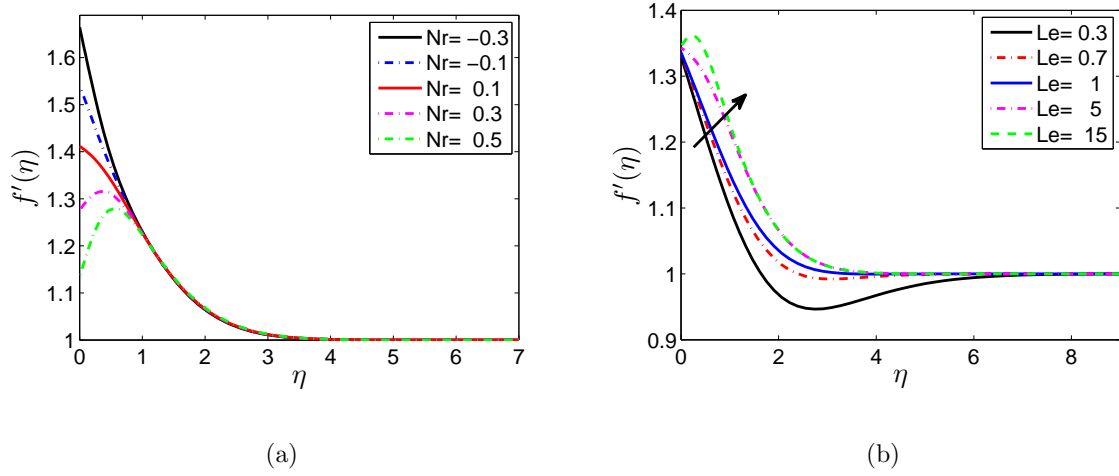 1.6
1.5
1.4
1.3
1.2
1.1
1
f′(η)
0 1 2 3 4 5 6 7
η
Nr= −0.3
Nr= −0.1
Nr= 0.1
Nr= 0.3
Nr= 0.5
(a)
1.4
1.3
1.2
1.1
1
0.9
f′(η)
0 2 4 6 8
η
Le= 0.3
Le= 0.7
Le= 1
Le= 5
Le= 15
(b)